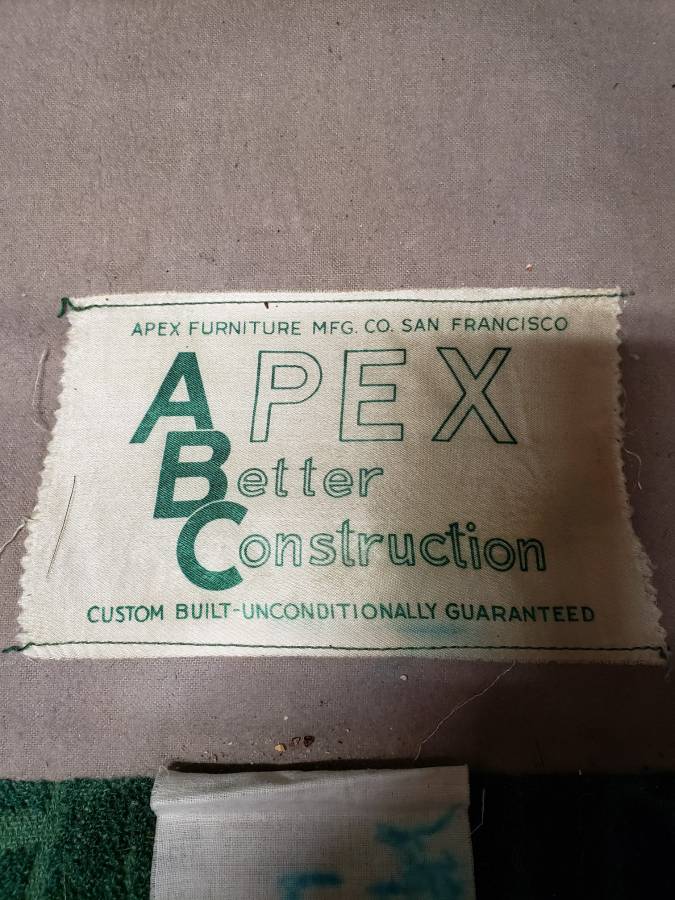 APEX FURNITURE MFG. CO. SAN FRANCISCO
APEX
Better
Construction
CUSTOM BUILT-UNCONDITIONALLY GUARANTEED